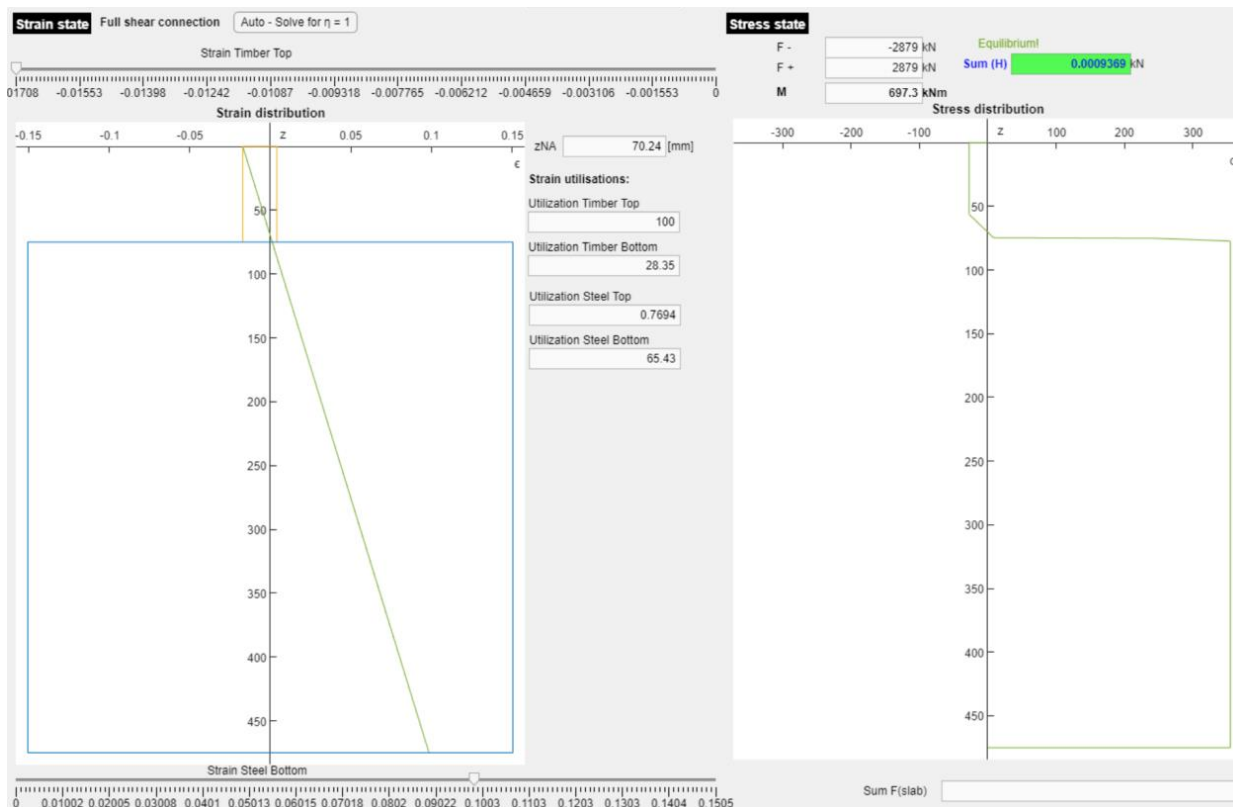 Strain state Full shear connection Auto - Solve for η = 1
Strain Timber Top
01708 -0.01553 -0.01398 -0.01242 -0.01087 -0.009318 -0.007765 -0.006212 -0.004659 -0.003106 -0.001553 0
Strain distribution
-0.15 -0.1 -0.05 z 0.05 0.1 0.15
ϵ
50
100
150
200
250
300
350
400
450
zNA 70.24 [mm]
Strain utilisations:
Utilization Timber Top
100
Utilization Timber Bottom
28.35
Utilization Steel Top
0.7694
Utilization Steel Bottom
65.43
Strain Steel Bottom
0 0.01002 0.02005 0.03008 0.0401 0.05013 0.06015 0.07018 0.0802 0.09022 0.1003 0.1103 0.1203 0.1303 0.1404 0.1505
Stress state
F - -2879 kN Equilibrium!
F + 2879 kN Sum (H) 0.0009369 kN
M 697.3 kNm
Stress distribution
-300 -200 -100 z 100 200 300
50
100
150
200
250
300
350
400
450
Sum F(slab)